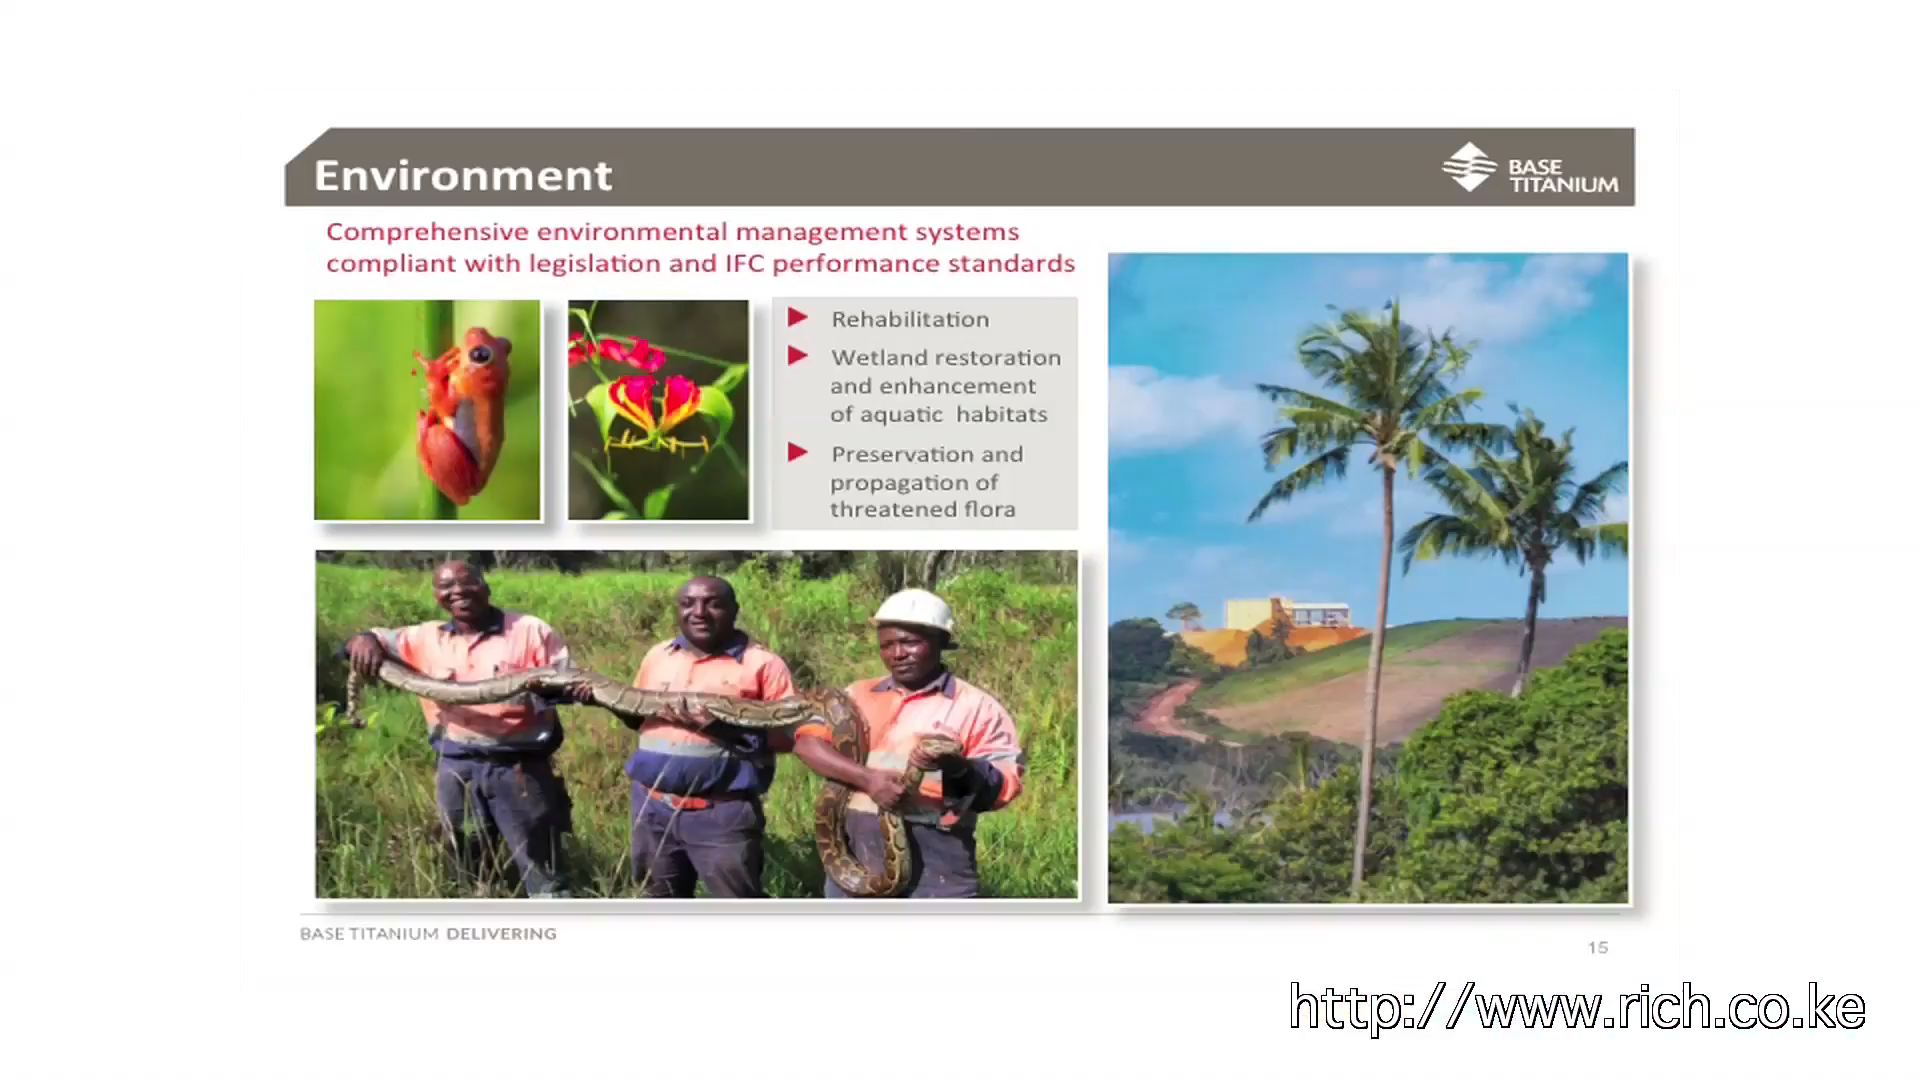 Environment
BASE
TITANIUM
Comprehensive environmental management systems
compliant with legislation and IFC performance standards
Rehabilitation
Wetland restoration
and enhancement
of aquatic habitats
Preservation and
propagation of
threatened flora
BASE TITANIUM DELIVERING
15
http://www.rich.co.ke